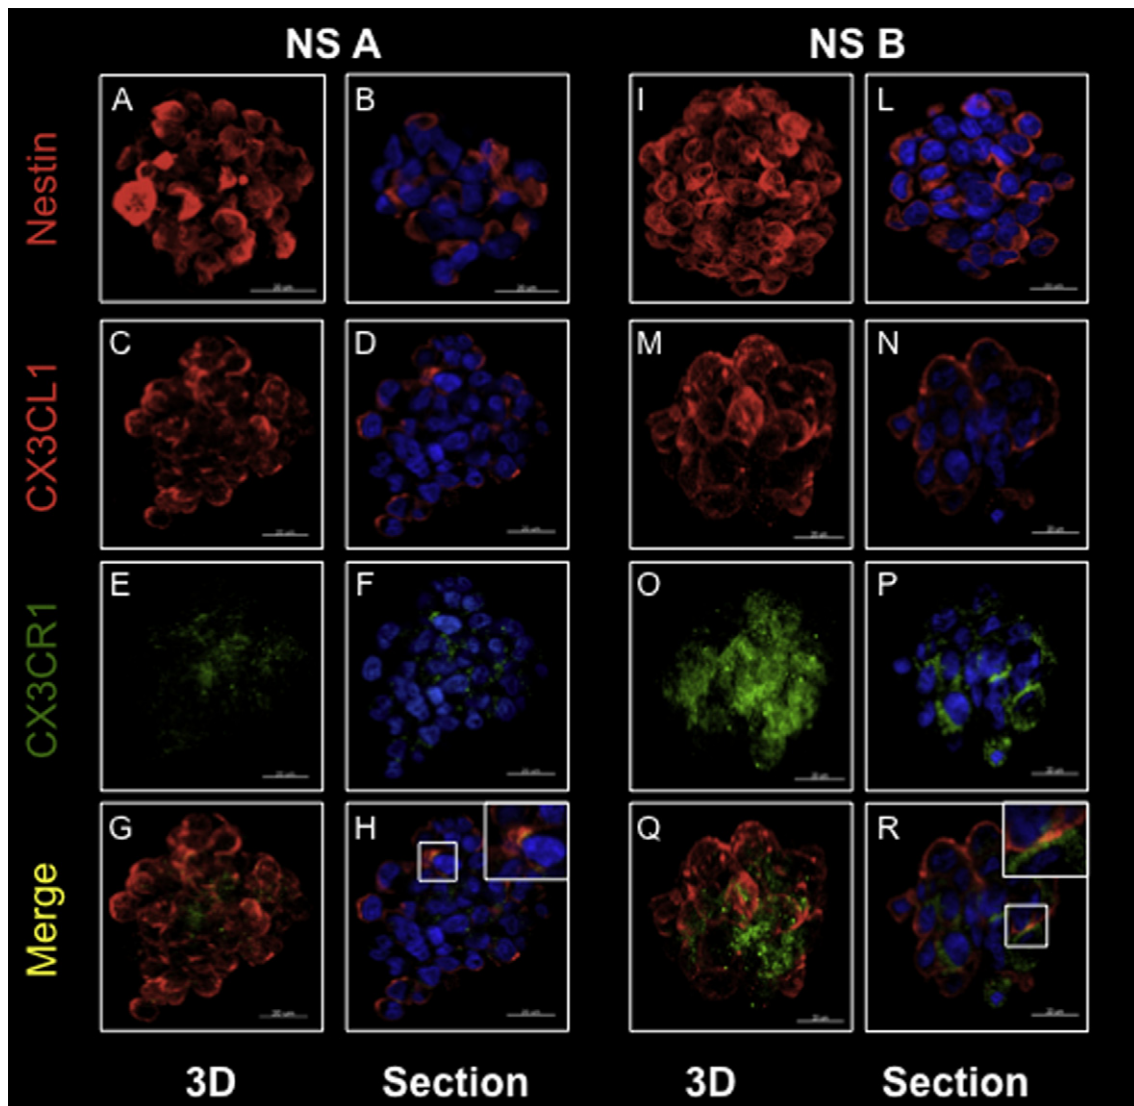 NS A NS B
Nestin
A B I L
CX3CL1
C D M N
CX3CR1
E F O P
Merge
G H Q R
3D Section 3D Section